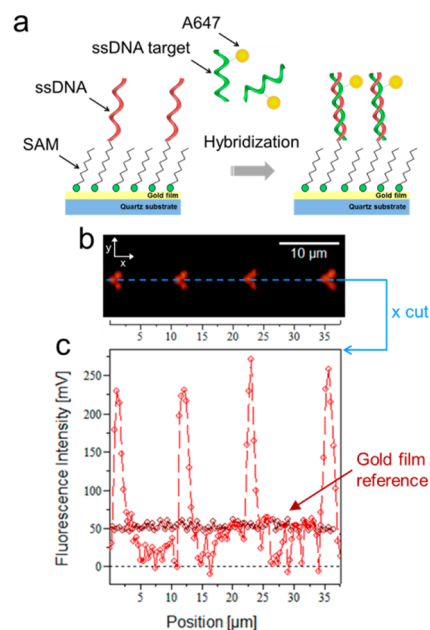 a
A647
ssDNA target
ssDNA
SAM
Hybridization
Gold film
Quartz substrate
Gold film
Quartz substrate
b
y
x
10 µm
5 10 15 20 25 30 35
x cut
c
Fluorescence Intensity [mV]
250
200
150
100
50
0
Gold film
reference
5 10 15 20 25 30 35
Position [µm]